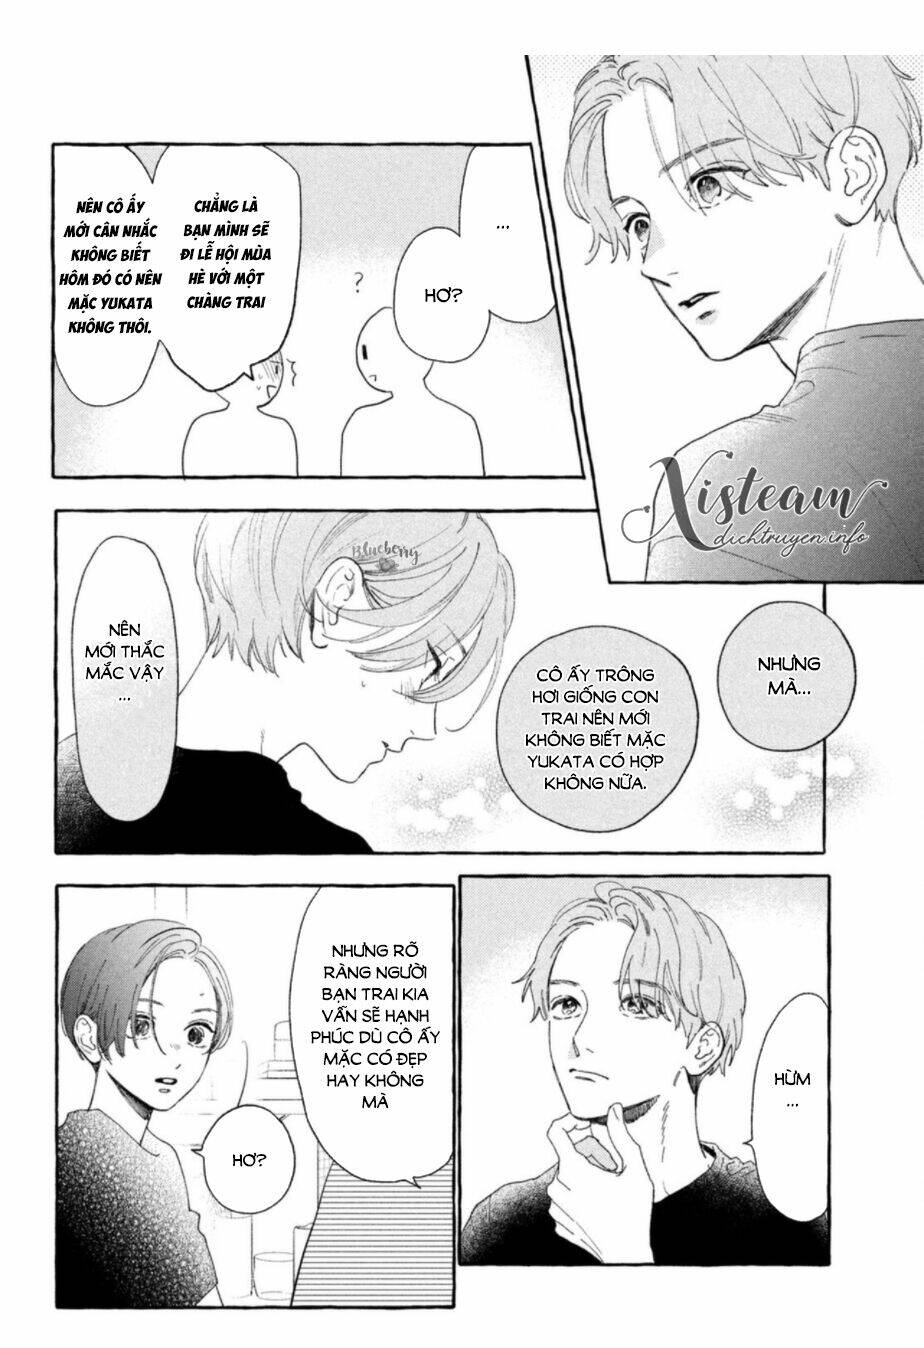 ...
HƠ?
?
CHẲNG LÀ
BẠN MÌNH SẼ
ĐI LỄ HỘI MÙA
HÈ VỚI MỘT
CHÀNG TRAI
NÊN CÔ ẤY
MỚI CÂN NHẮC
KHÔNG BIẾT
HÔM ĐÓ CÓ NÊN
MẶC YUKATA
KHÔNG THÔI.
Xisteam
dichtruyen.info
NHƯNG
MÀ...
CÔ ẤY TRÔNG
HƠI GIỐNG CON
TRAI NÊN MỚI
KHÔNG BIẾT MẶC
YUKATA CÓ HỢP
KHÔNG NỮA.
Blueberry
NÊN
MỚI THẮC
MẮC VẬY
...
HỪM
...
NHƯNG RÕ
RÀNG NGƯỜI
BẠN TRAI KIA
VẤN SẼ HẠNH
PHÚC DÙ CÔ ẤY
MẶC CÓ ĐẸP
HAY KHÔNG
MÀ
HƠ?